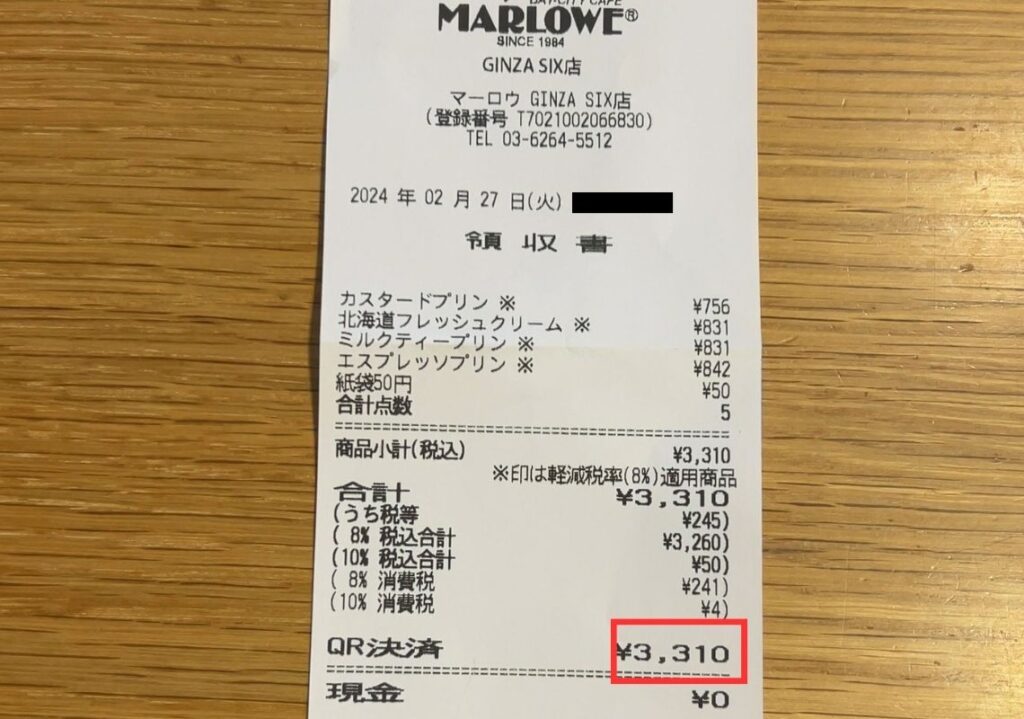 BAY-CITY CAFE
MARLOWE®
SINCE 1984
GINZA SIX店
マーロウ GINZA SIX店
(登録番号 T7021002066830)
TEL 03-6264-5512
2024 年 02 月 27 日(火)
領 収 書
カスタードプリン ※ ¥756
北海道フレッシュクリーム ※ ¥831
ミルクティープリン ※ ¥831
エスプレッソプリン ※ ¥842
紙袋50円 ¥50
合計点数 5
商品小計(税込) ¥3,310
※印は軽減税率(8%)適用商品
合計 ¥3,310
(うち税等 ¥245)
( 8% 税込合計 ¥3,260)
(10% 税込合計 ¥50)
( 8% 消費税 ¥241)
(10% 消費税 ¥4)
QR決済 ¥3,310
現金 ¥0